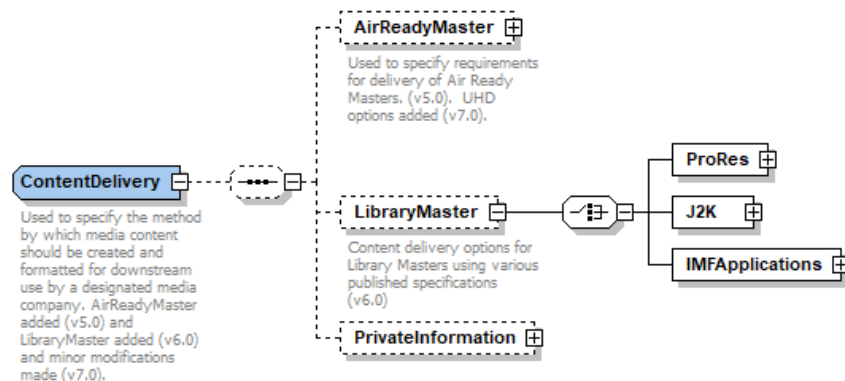 AirReadyMaster
Used to specify requirements
for delivery of Air Ready
Masters. (v5.0).  UHD
options added (v7.0).
ContentDelivery
Used to specify the method
by which media content
should be created and
formatted for downstream
use by a designated media
company. AirReadyMaster
added (v5.0) and
LibraryMaster added (v6.0)
and minor modifications
made (v7.0).
LibraryMaster
Content delivery options for
Library Masters using various
published specifications
(v6.0)
ProRes
J2K
IMFApplications
PrivateInformation